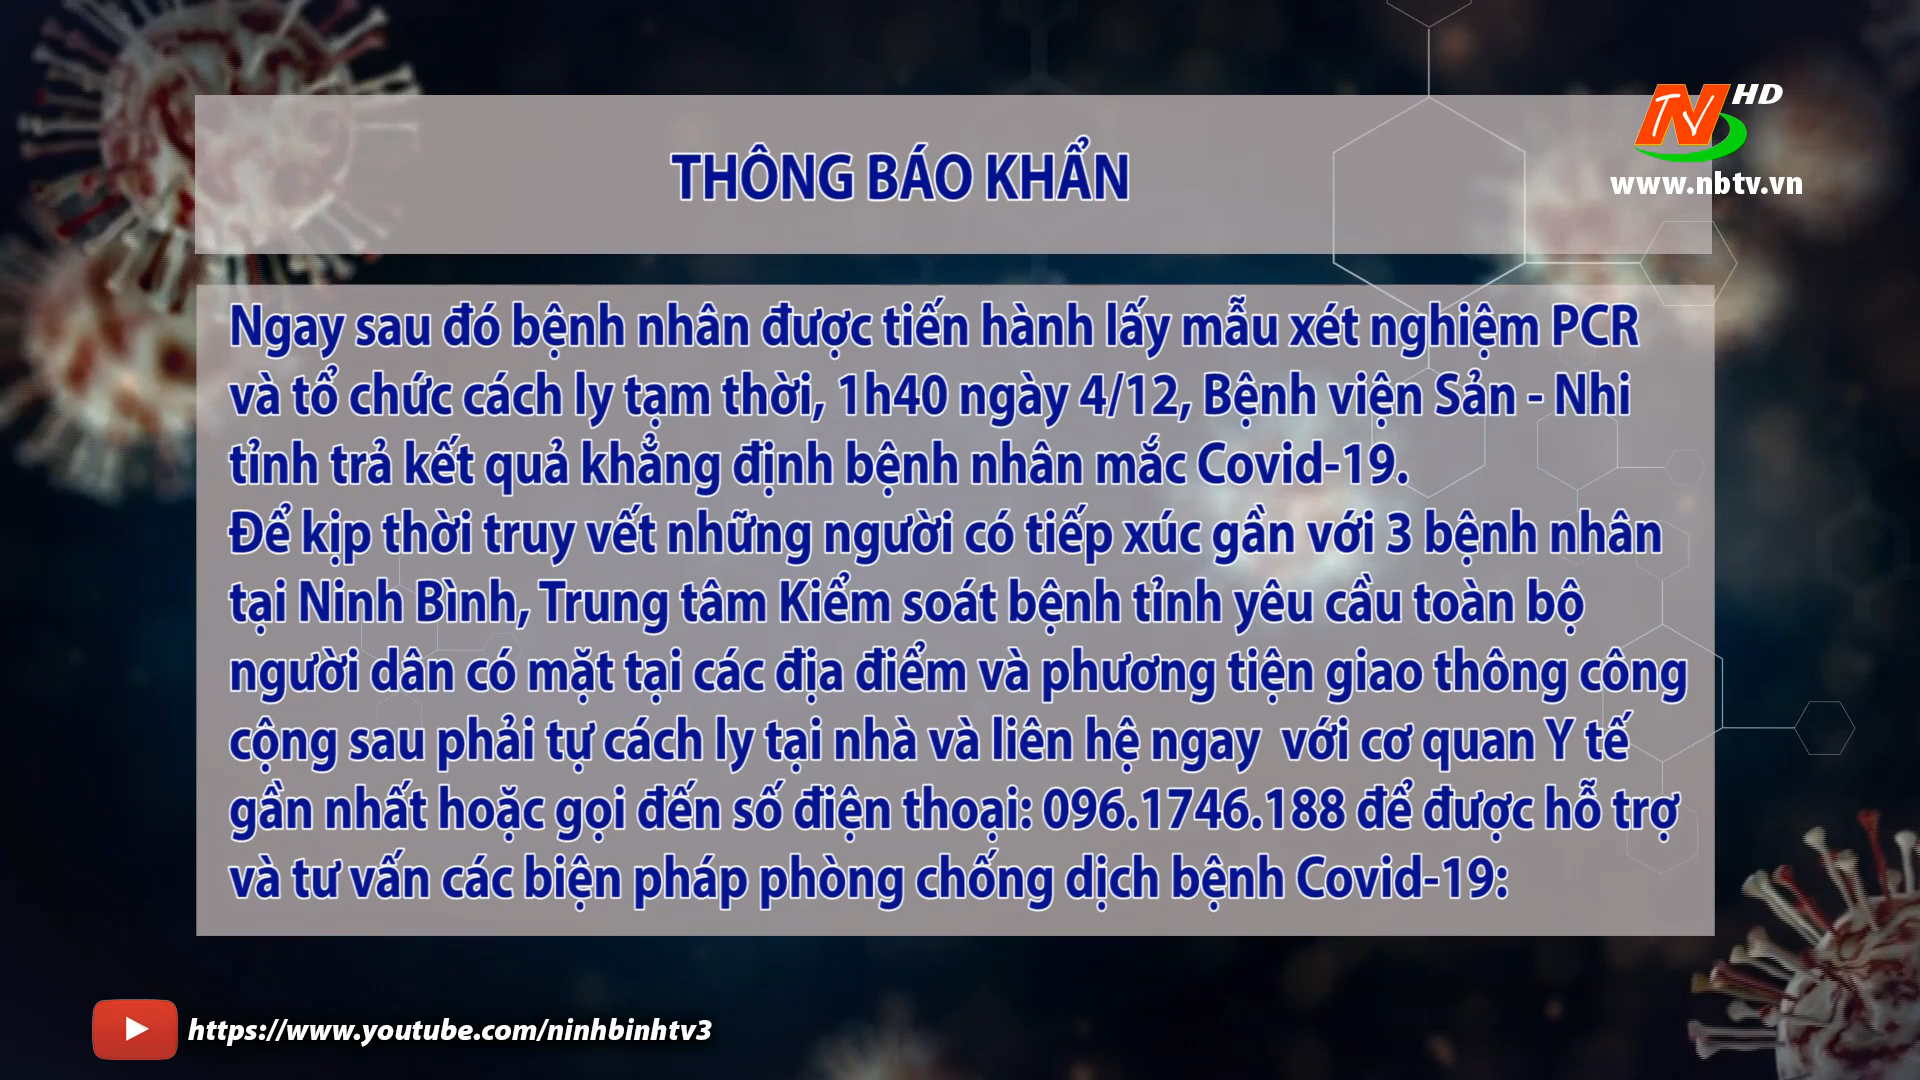 HD
TV
N
www.nbtv.vn
THÔNG BÁO KHẨN
Ngay sau đó bệnh nhân được tiến hành lấy mẫu xét nghiệm PCR
và tổ chức cách ly tạm thời, 1h40 ngày 4/12, Bệnh viện Sản - Nhi
tỉnh trả kết quả khẳng định bệnh nhân mắc Covid-19.
Để kịp thời truy vết những người có tiếp xúc gần với 3 bệnh nhân
tại Ninh Bình, Trung tâm Kiểm soát bệnh tỉnh yêu cầu toàn bộ
người dân có mặt tại các địa điểm và phương tiện giao thông công
cộng sau phải tự cách ly tại nhà và liên hệ ngay với cơ quan Y tế
gần nhất hoặc gọi đến số điện thoại: 096.1746.188 để được hỗ trợ
và tư vấn các biện pháp phòng chống dịch bệnh Covid-19:
https://www.youtube.com/ninhbinhtv3